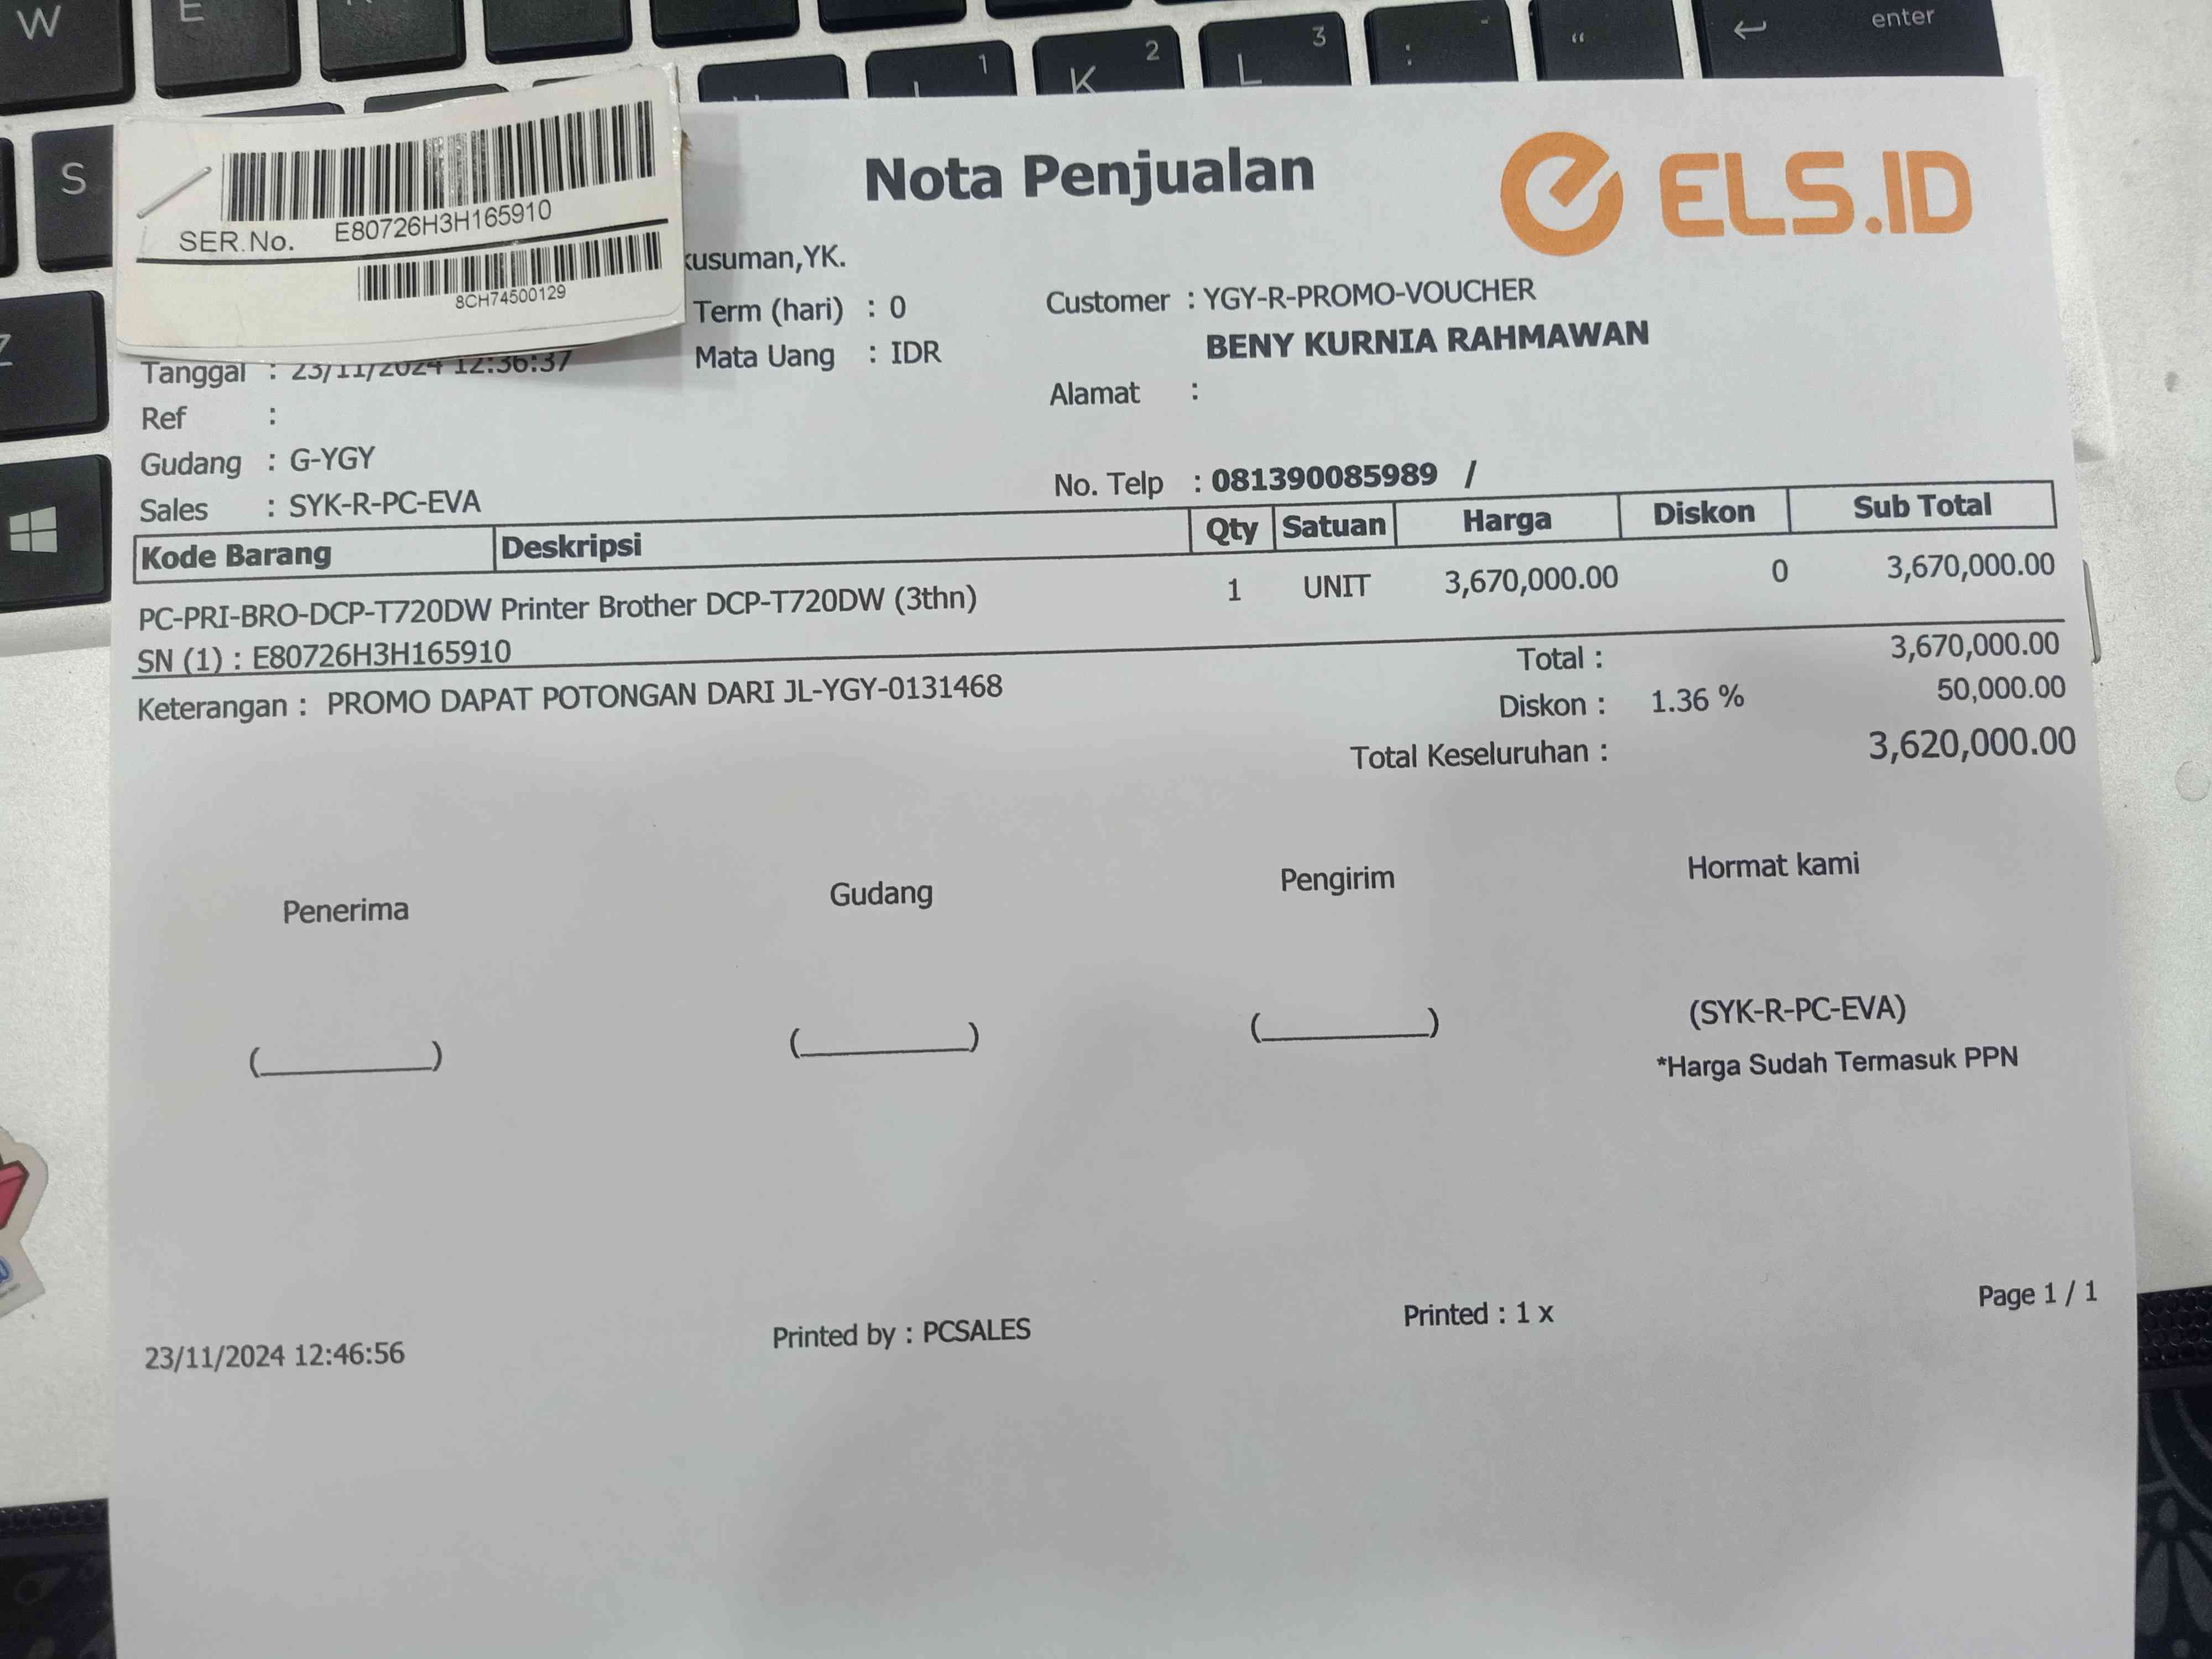 W
E
1
K
2
L
3
:
"
enter
S
SER.No. E80726H3H165910
8CH74500129
Nota Penjualan
ELS.ID
kusuman,YK.
Term (hari) : 0
Mata Uang : IDR
Customer : YGY-R-PROMO-VOUCHER
BENY KURNIA RAHMAWAN
Alamat :
No. Telp : 081390085989 /
Tanggal : 23/11/2024 12:36:37
Ref :
Gudang : G-YGY
Sales : SYK-R-PC-EVA
Kode Barang Deskripsi Qty Satuan Harga Diskon Sub Total
PC-PRI-BRO-DCP-T720DW Printer Brother DCP-T720DW (3thn) 1 UNIT 3,670,000.00 0 3,670,000.00
SN (1) : E80726H3H165910
Keterangan : PROMO DAPAT POTONGAN DARI JL-YGY-0131468
Total : 3,670,000.00
Diskon : 1.36 % 50,000.00
Total Keseluruhan : 3,620,000.00
Penerima Gudang Pengirim Hormat kami
(SYK-R-PC-EVA)
*Harga Sudah Termasuk PPN
23/11/2024 12:46:56 Printed by : PCSALES Printed : 1 x Page 1 / 1